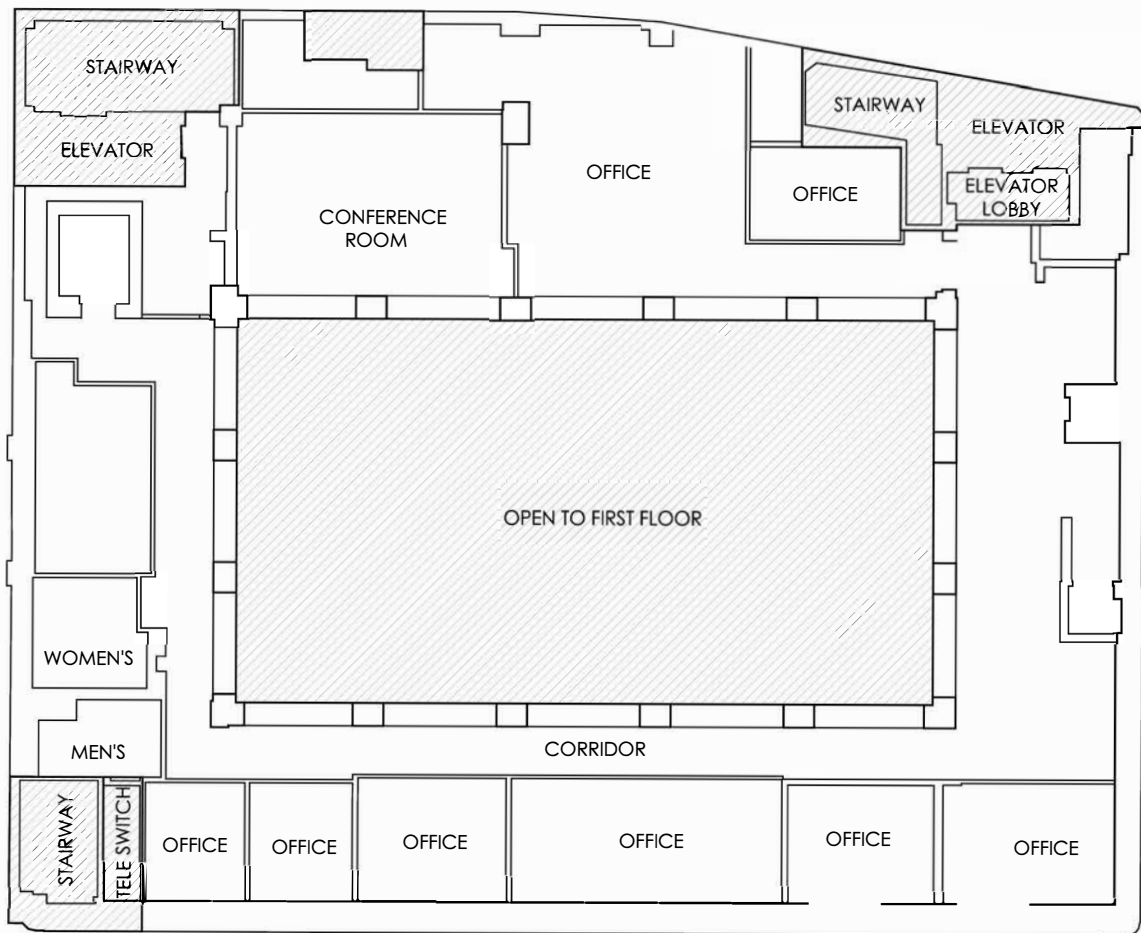 STAIRWAY
ELEVATOR
CONFERENCE
ROOM
OFFICE
OFFICE
STAIRWAY
ELEVATOR
ELEVATOR
LOBBY
OPEN TO FIRST FLOOR
WOMEN'S
MEN'S
CORRIDOR
STAIRWAY
TELE SWITCH
OFFICE
OFFICE
OFFICE
OFFICE
OFFICE
OFFICE